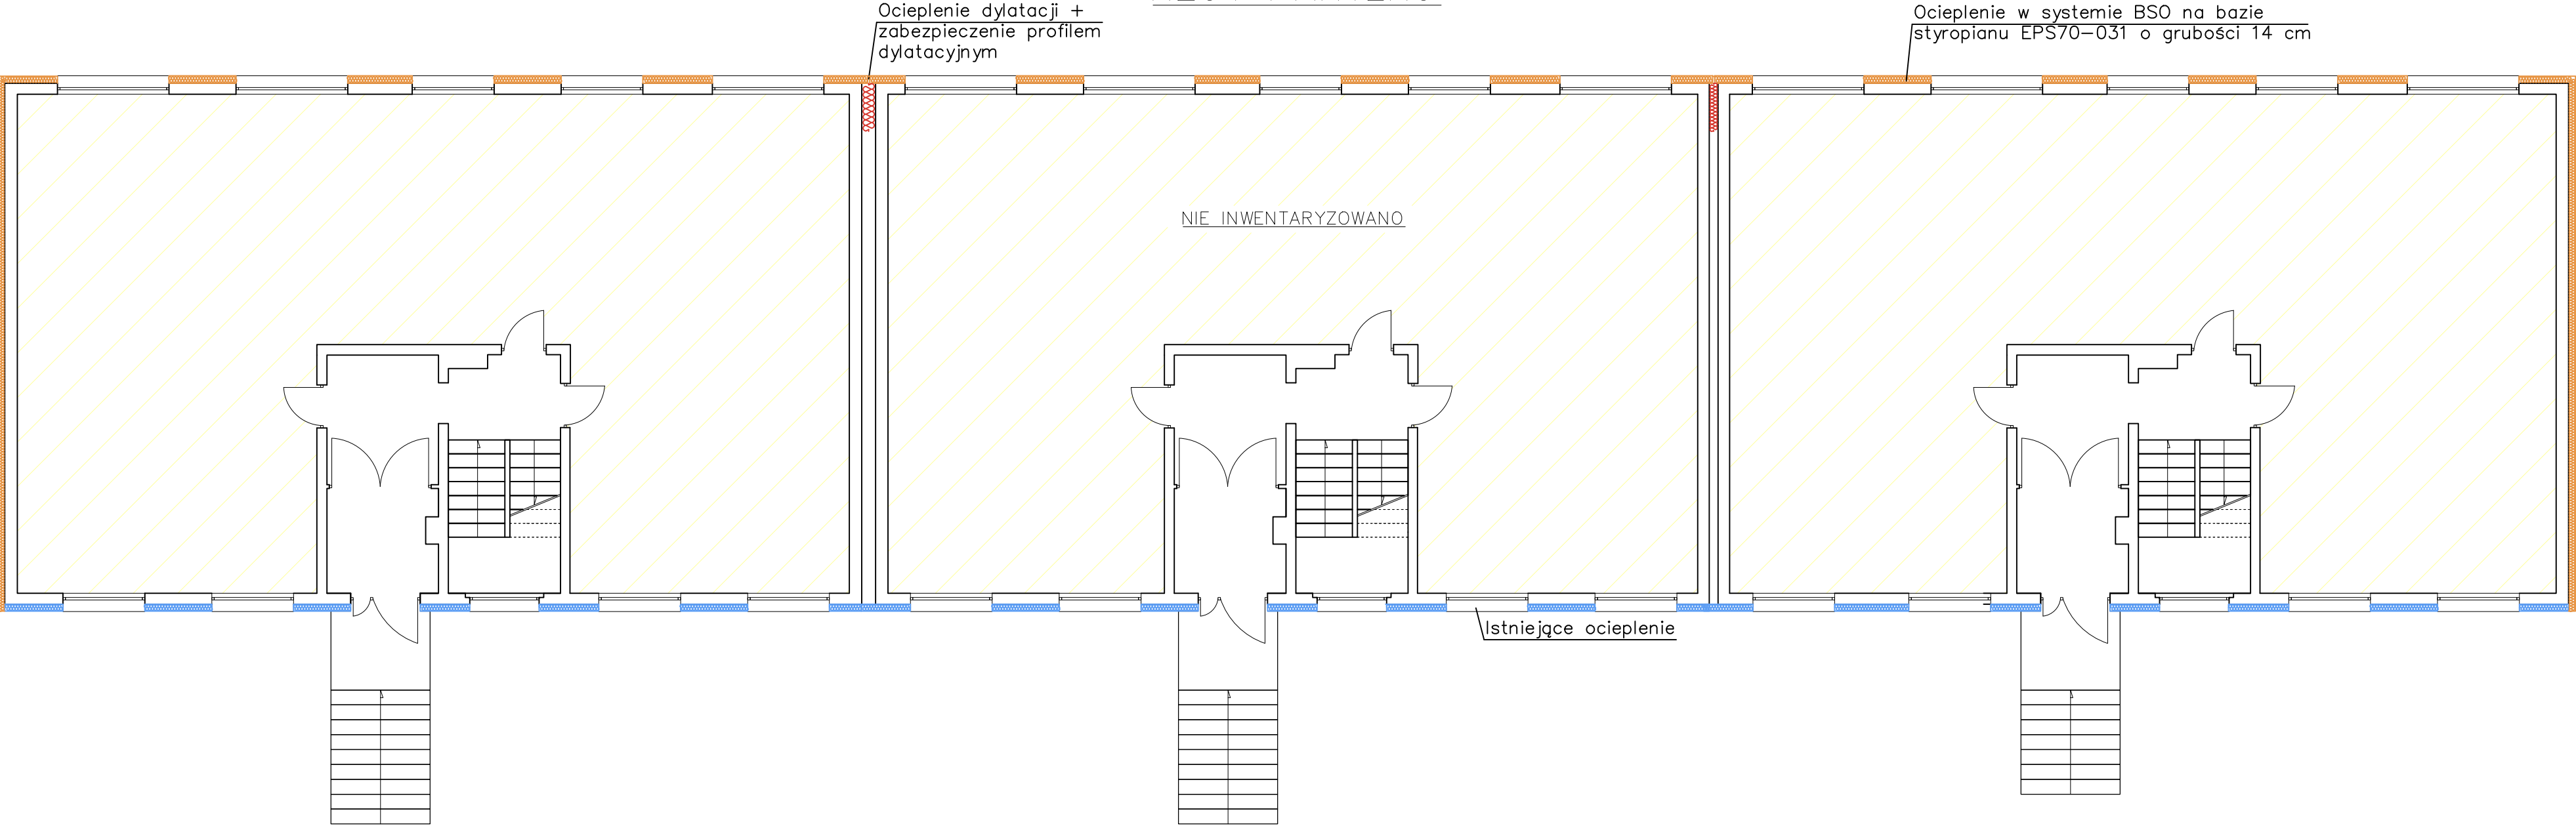 Ocieplenie dylatacji +
zabezpieczenie profilem
dylatacyjnym
Ocieplenie w systemie BSO na bazie
styropianu EPS70-031 o grubości 14 cm
NIE INWENTARYZOWANO
Istniejące ocieplenie